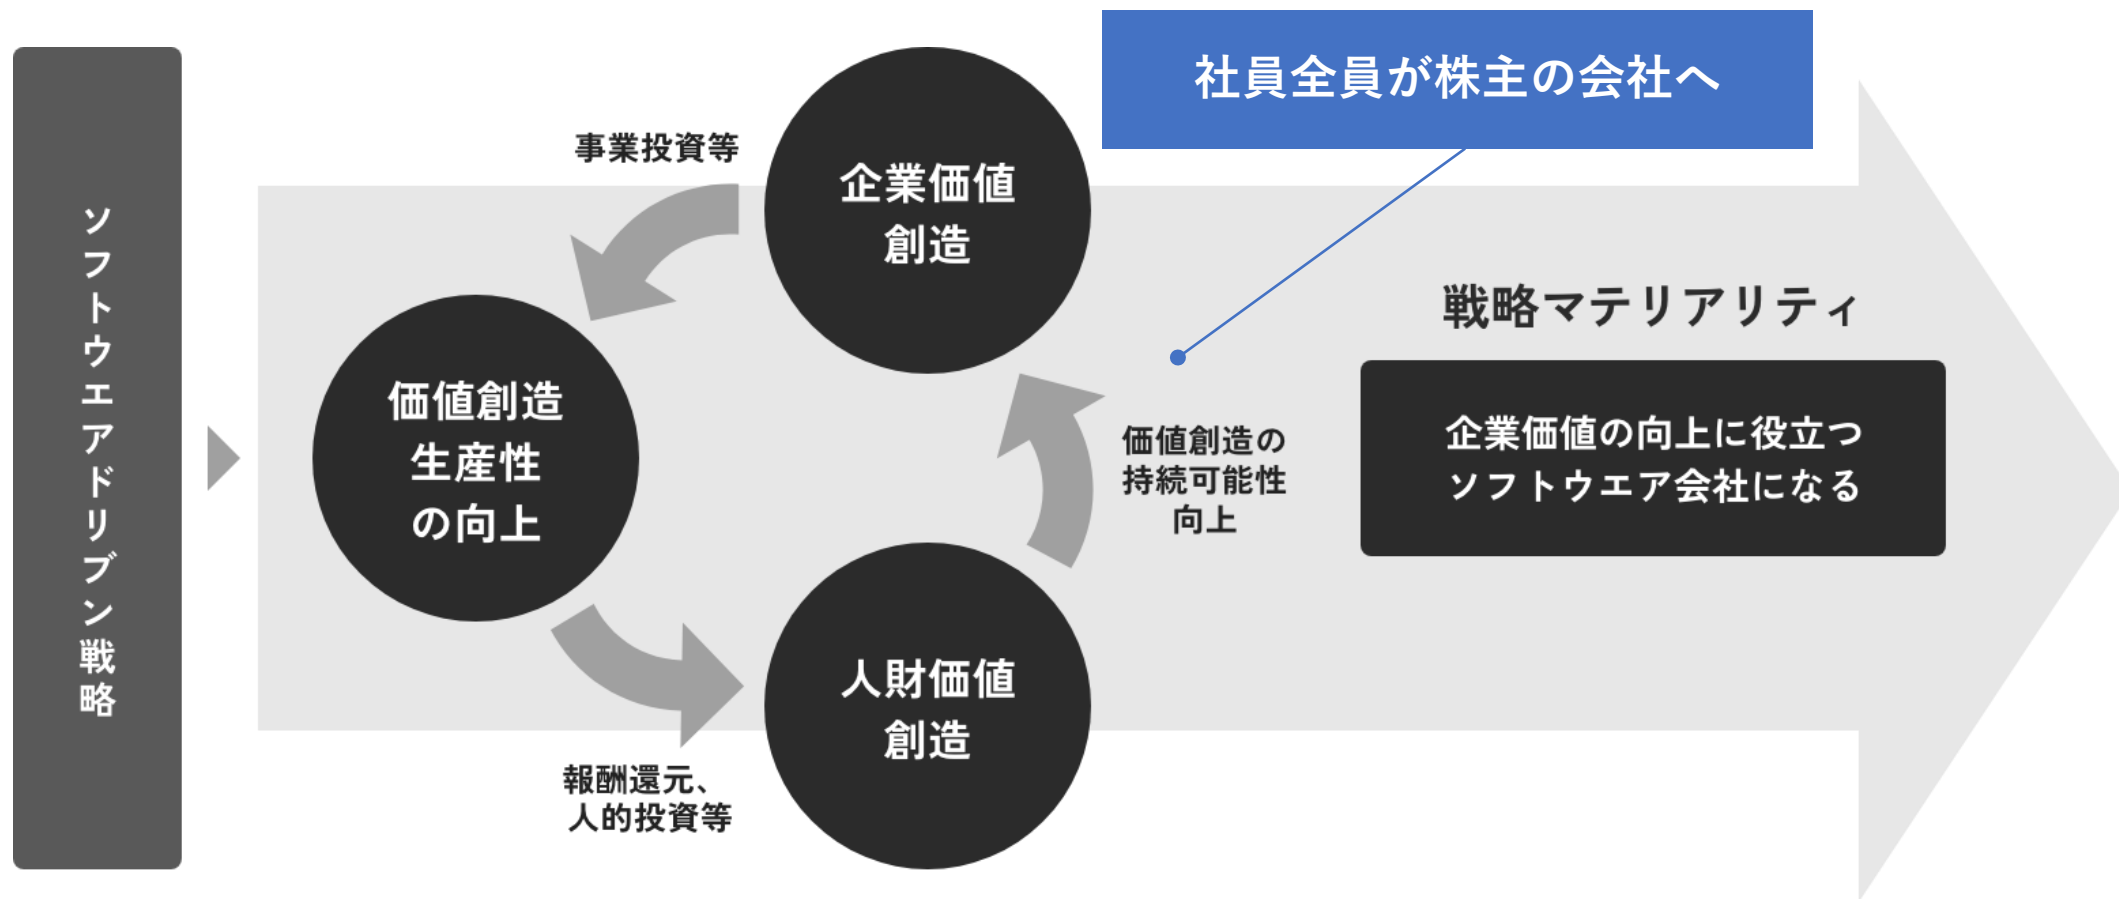 ソフトウエアドリブン戦略
事業投資等
企業価値
創造
社員全員が株主の会社へ
価値創造
生産性
の向上
価値創造の
持続可能性
向上
人財価値
創造
報酬還元、
人的投資等
戦略マテリアリティ
企業価値の向上に役立つ
ソフトウエア会社になる